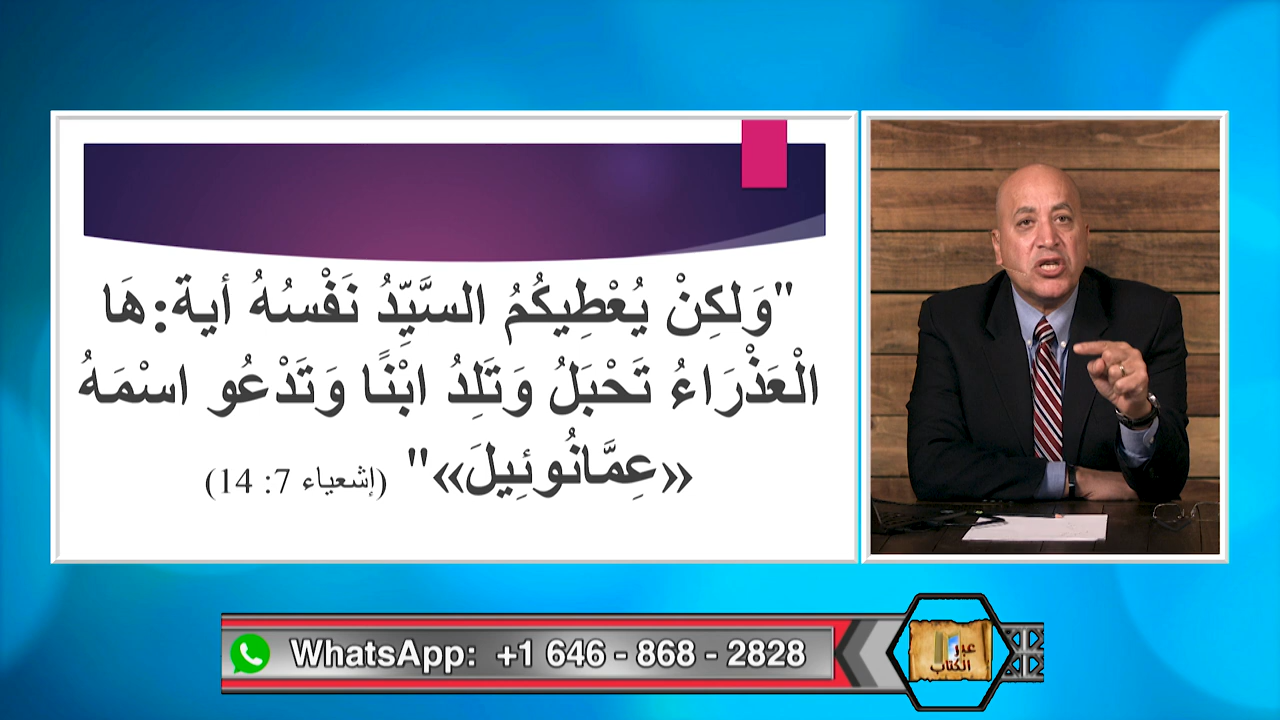 "وَلكِنْ يُعْطِيكُمُ السَّيِّدُ نَفْسُهُ أية:هَا
الْعَذْرَاءُ تَحْبَلُ وَتَلِدُ ابْنًا وَتَدْعُو اسْمَهُ
«عِمَّانُوئِيلَ»" (إشعياء 7: 14)
WhatsApp: +1 646 - 868 - 2828
عبر
الكتاب